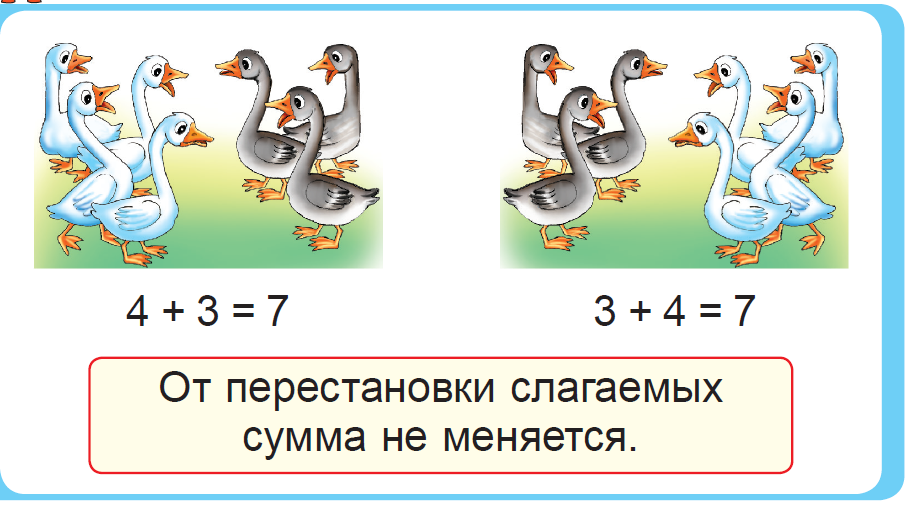 4 + 3 = 7
3 + 4 = 7
От перестановки слагаемых
сумма не меняется.